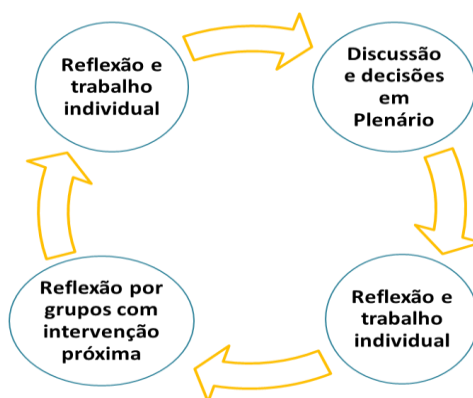 Reflexão e
trabalho
individual
Discussão
e decisões
em
Plenário
Reflexão e
trabalho
individual
Reflexão por
grupos com
intervenção
próxima